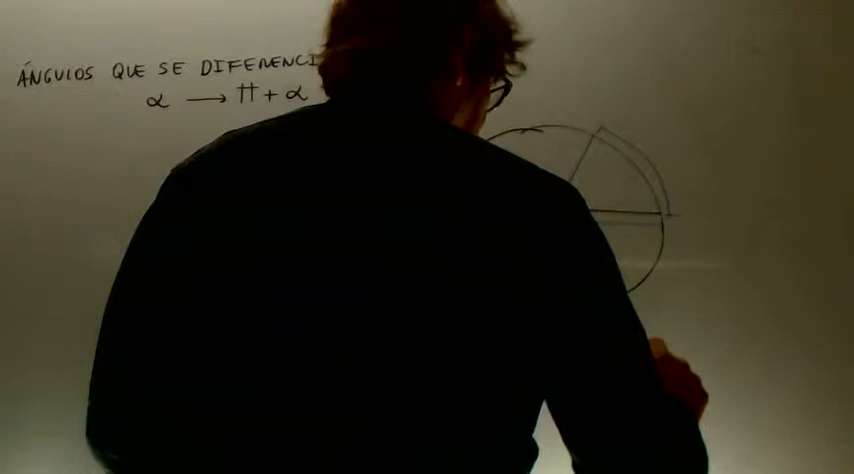 ÁNGULOS QUE SE DIFERENCI
α → π + α